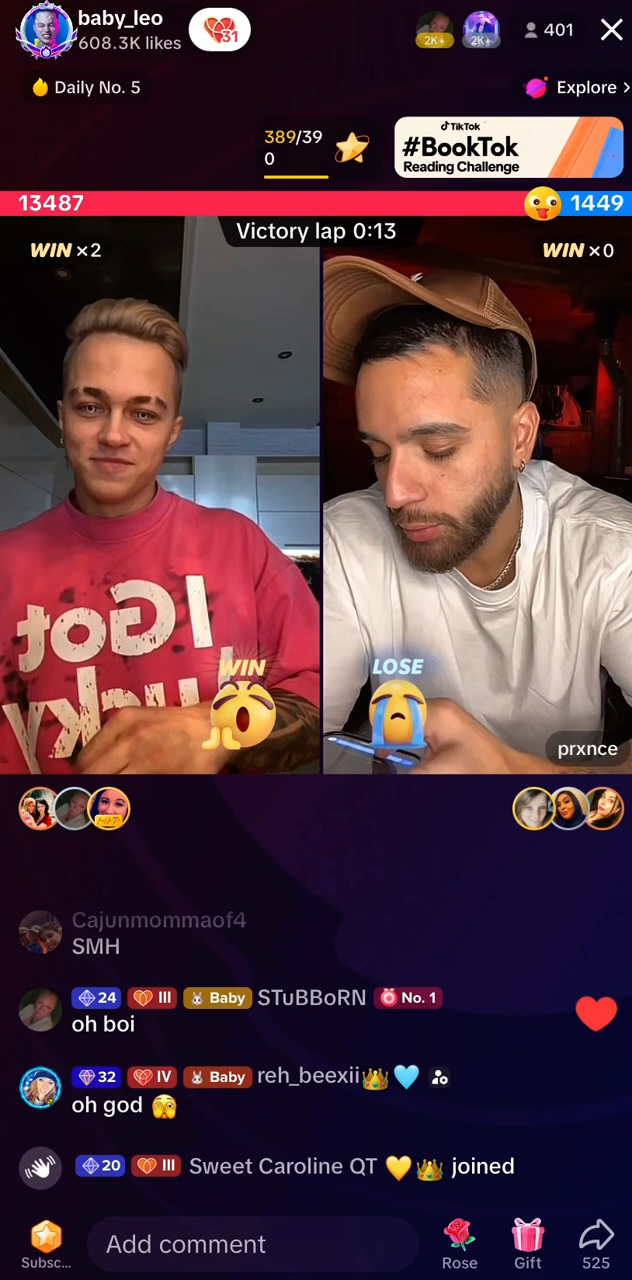 baby_leo
608.3K likes
31
2K+
2K+
401
Daily No. 5
Explore
389/39
0
TikTok
#BookTok
Reading Challenge
13487
1449
Victory lap 0:13
WIN ×2
WIN ×0
I Got
WIN
LOSE
prxnce
MVP
Cajunmommaof4
SMH
24 III Baby STuBBoRN No. 1
oh boi
32 IV Baby reh_beexii
oh god
20 III Sweet Caroline QT joined
Subsc...
Add comment
Rose
Gift
525